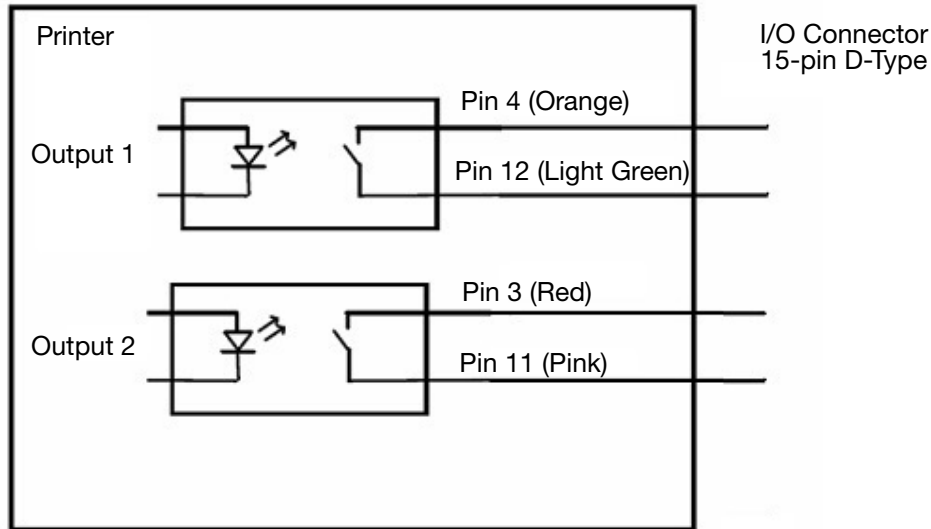 Printer
I/O Connector
15-pin D-Type
Pin 4 (Orange)
Output 1
Pin 12 (Light Green)
Pin 3 (Red)
Output 2
Pin 11 (Pink)